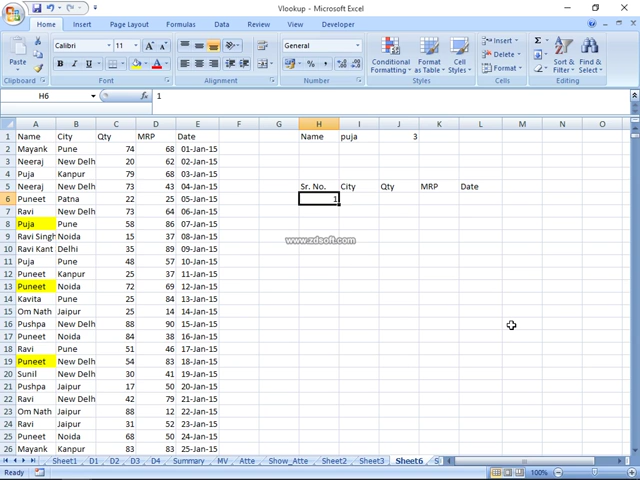 Vlookup - Microsoft Excel
Home Insert Page Layout Formulas Data Review View Developer
Calibri 11 General
Paste B I U $ % , Conditional Formatting Format as Table Cell Styles Insert Delete Format Sort & Filter Find & Select
Clipboard Font Alignment Number Styles Cells Editing
H6 1
A B C D E F G H I J K L M N O
1 Name City Qty MRP Date Name puja 3
2 Mayank Pune 74 68 01-Jan-15
3 Neeraj New Delh 20 62 02-Jan-15
4 Puja Kanpur 79 68 03-Jan-15
5 Neeraj New Delh 73 43 04-Jan-15 Sr. No. City Qty MRP Date
6 Puneet Patna 22 25 05-Jan-15 1
7 Ravi New Delh 73 64 06-Jan-15
8 Puja Pune 58 86 07-Jan-15
9 Ravi Singh Noida 15 37 08-Jan-15
10 Ravi Kant Delhi 35 89 09-Jan-15 www.zdsoft.com
11 Puja Pune 48 57 10-Jan-15
12 Puneet Kanpur 25 37 11-Jan-15
13 Puneet Noida 72 69 12-Jan-15
14 Kavita Pune 25 84 13-Jan-15
15 Om Nath Jaipur 25 14 14-Jan-15
16 Pushpa New Delh 88 90 15-Jan-15
17 Puneet Noida 84 38 16-Jan-15
18 Ravi Pune 51 46 17-Jan-15
19 Puneet New Delh 54 83 18-Jan-15
20 Sunil New Delh 30 41 19-Jan-15
21 Pushpa Jaipur 17 50 20-Jan-15
22 Ravi New Delh 42 79 21-Jan-15
23 Om Nath Jaipur 88 12 22-Jan-15
24 Ravi Jaipur 31 52 23-Jan-15
25 Puneet Noida 68 50 24-Jan-15
26 Mayank Kanpur 83 83 25-Jan-15
Sheet1 D1 D2 D3 D4 Summary MV Atte Show_Atte Sheet2 Sheet3 Sheet6 S
Ready 100%